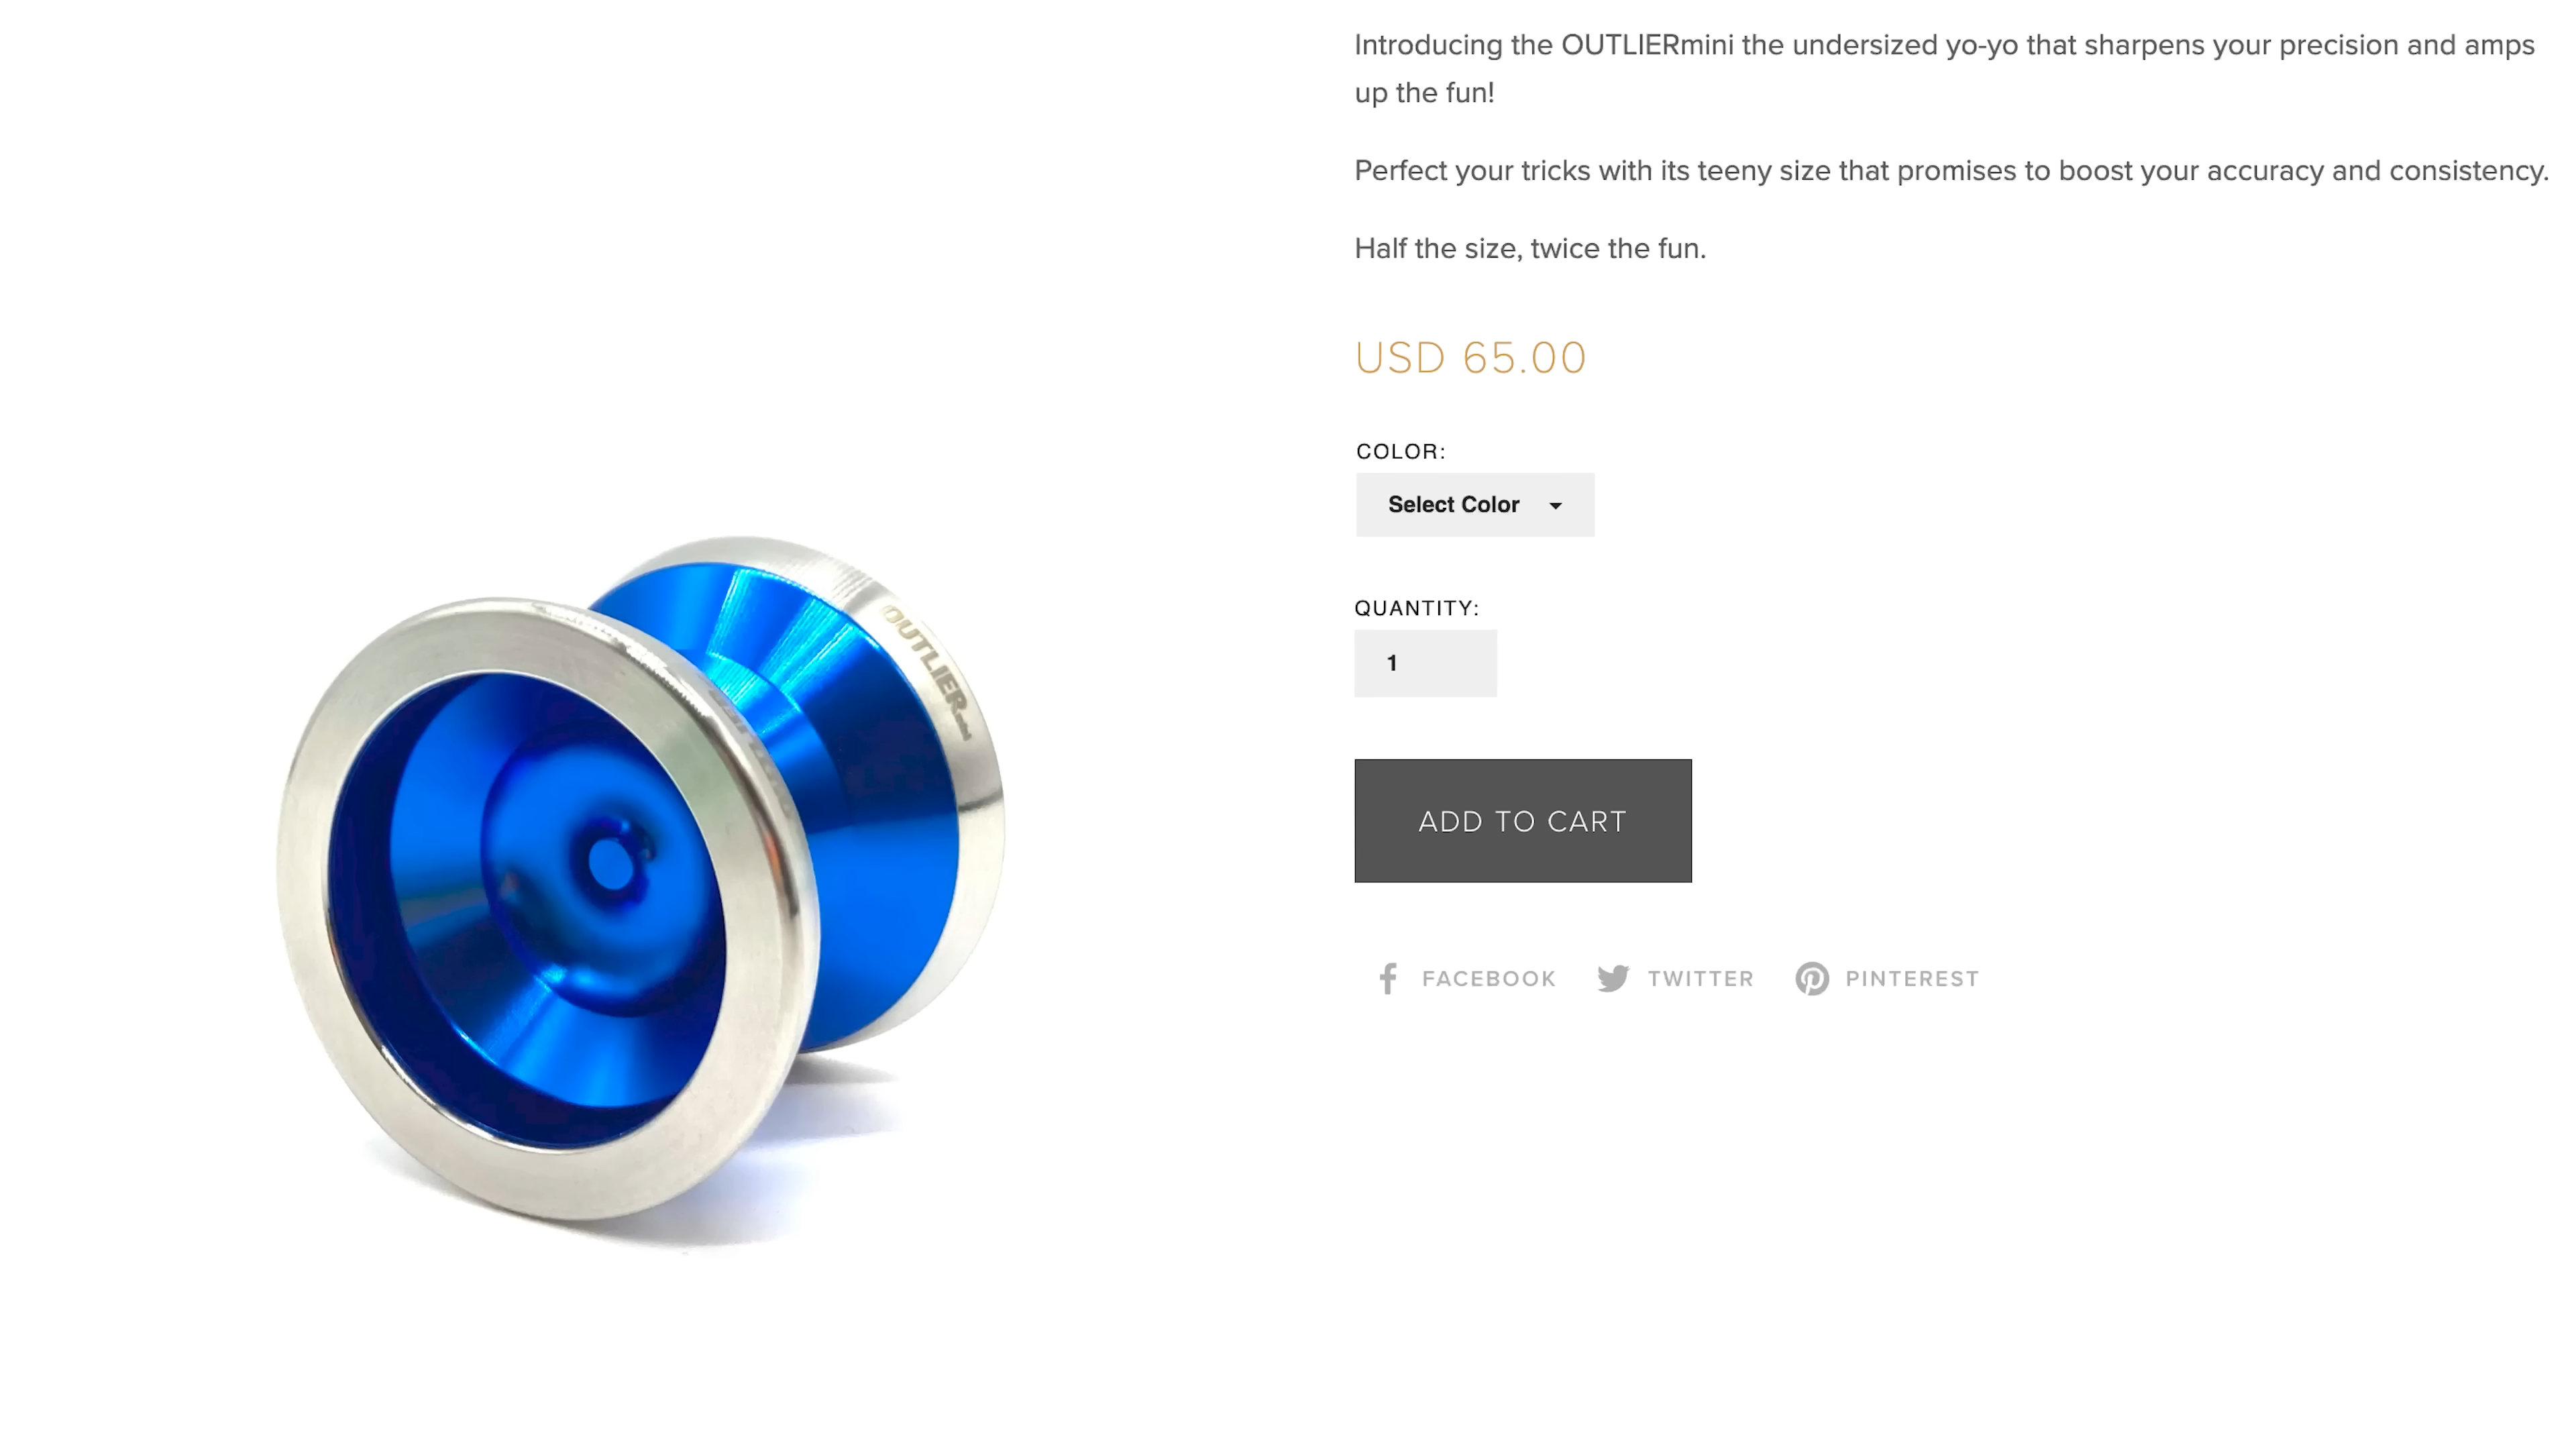 Introducing the OUTLIERmini the undersized yo-yo that sharpens your precision and amps
up the fun!
Perfect your tricks with its teeny size that promises to boost your accuracy and consistency.
Half the size, twice the fun.
USD 65.00
COLOR:
Select Color
QUANTITY:
1
ADD TO CART
FACEBOOK TWITTER PINTEREST
OUTLIERmini